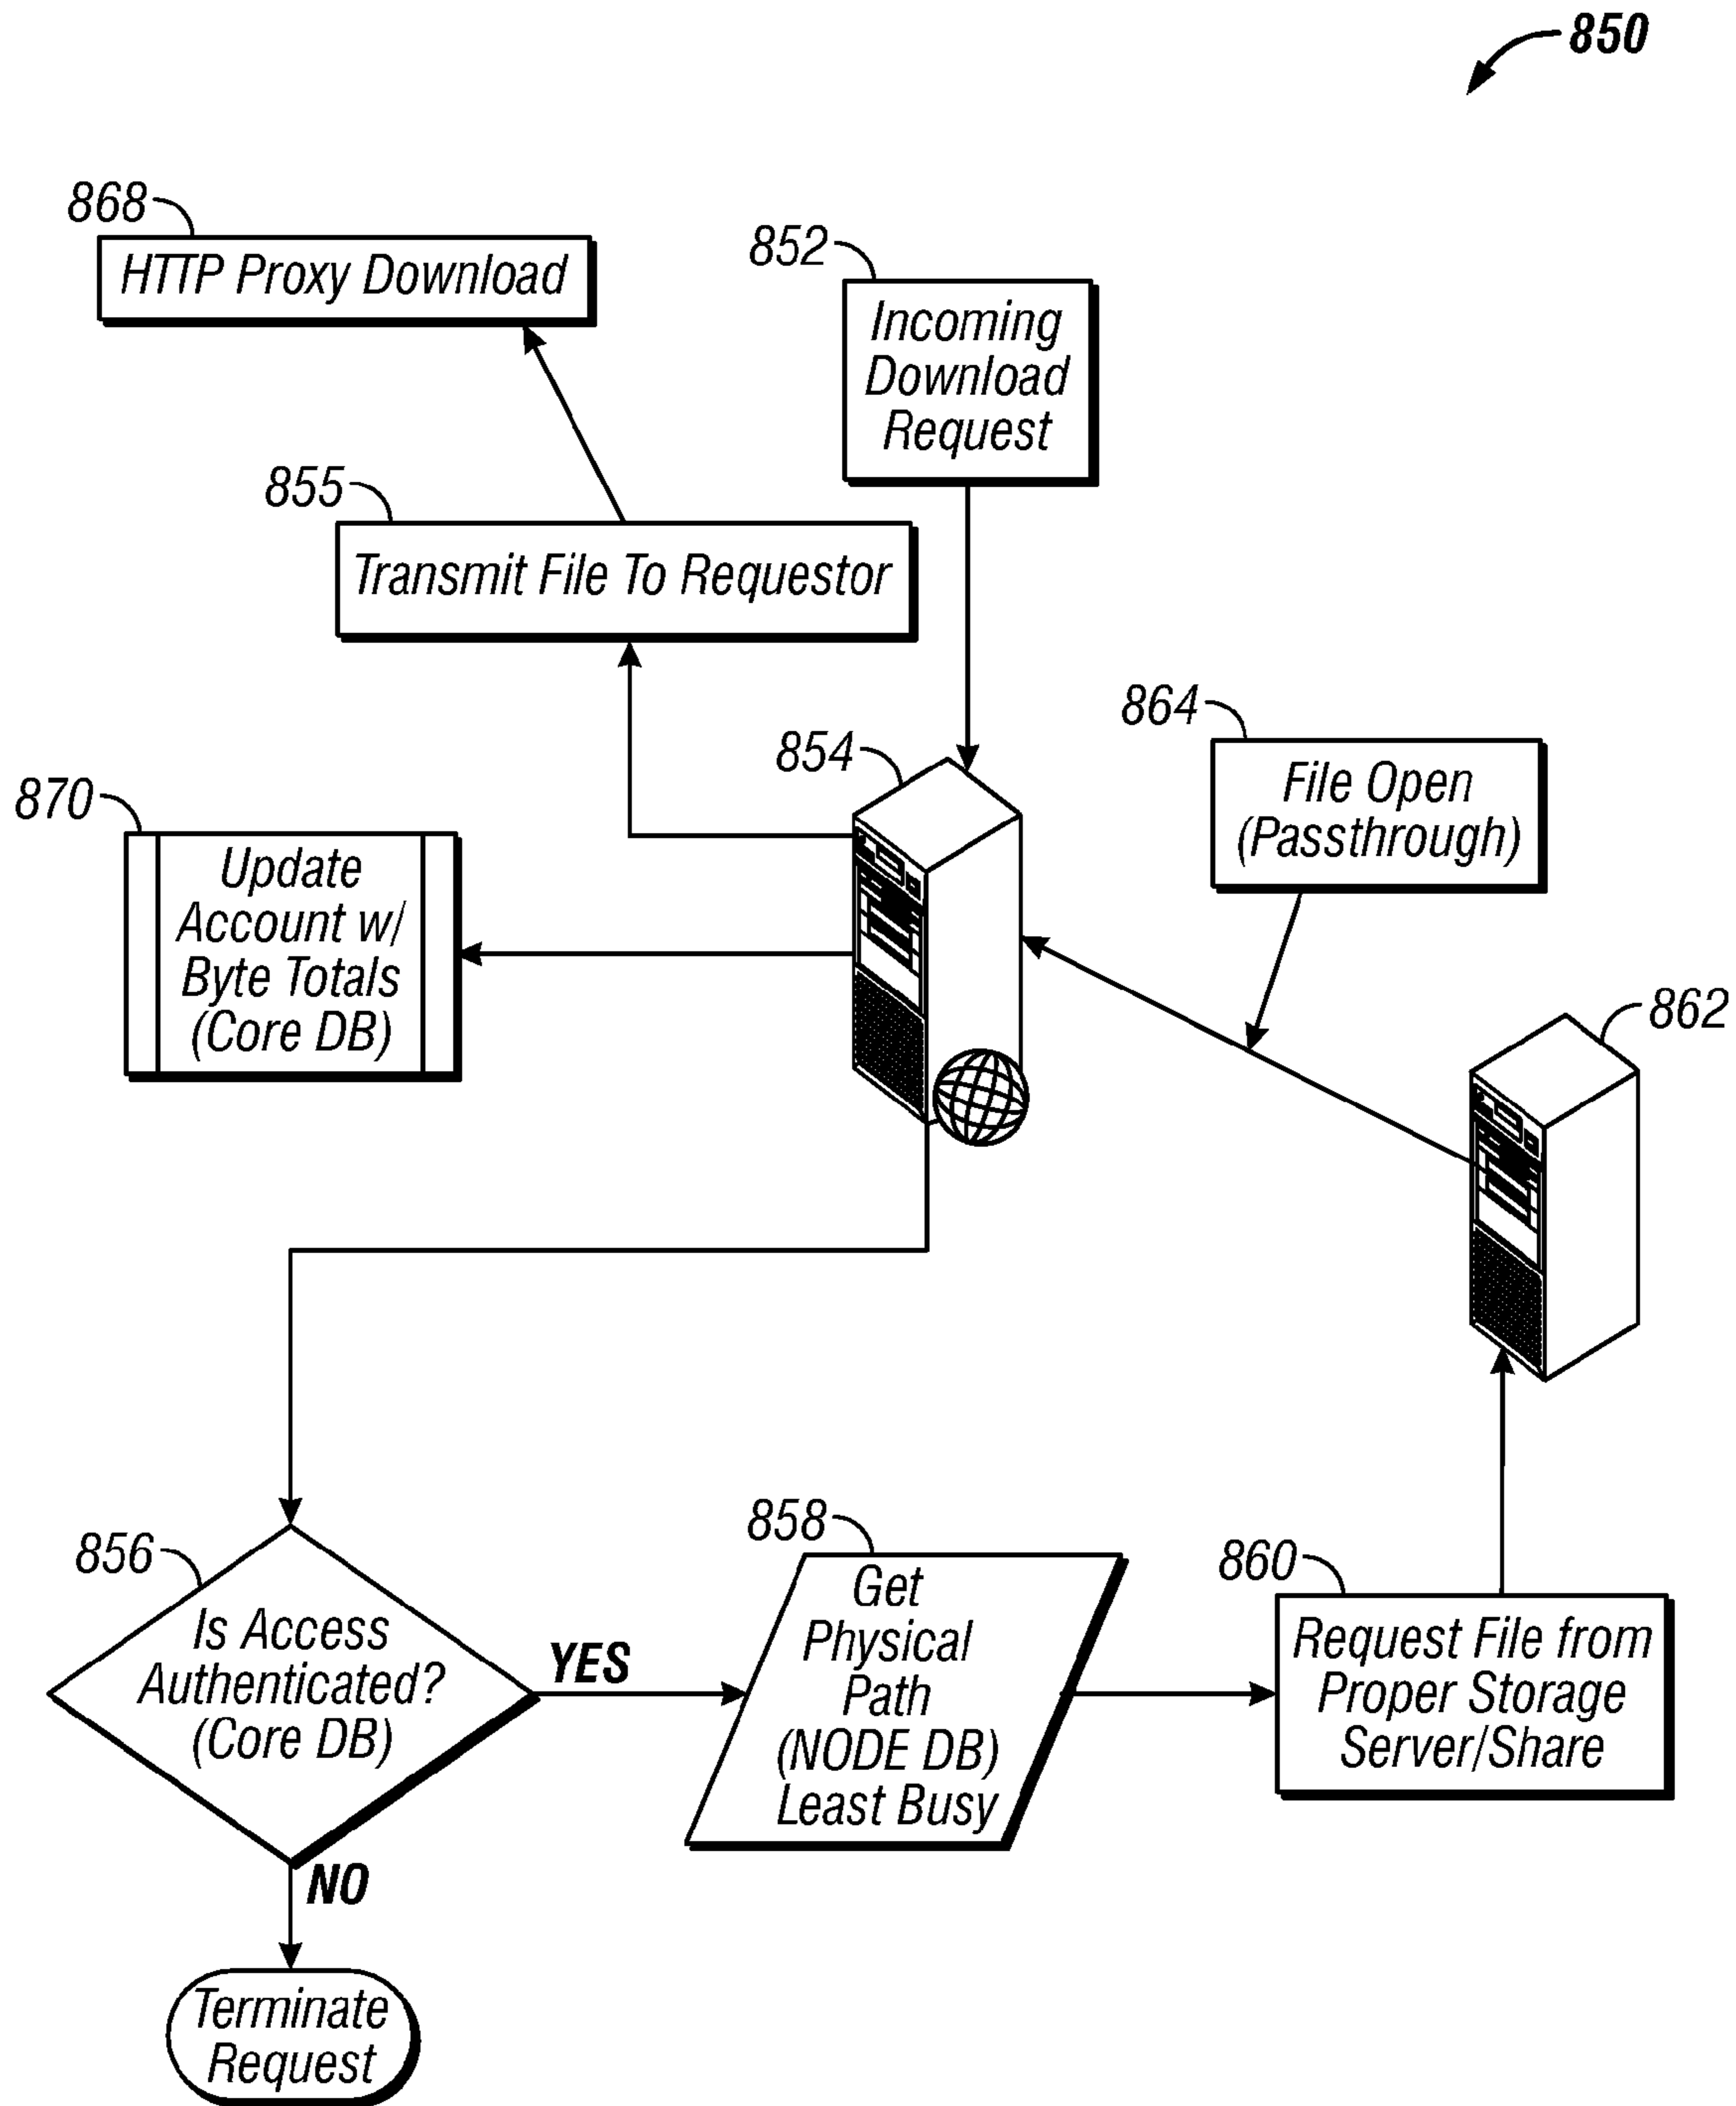 850
868
HTTP Proxy Download
852
Incoming
Download
Request
855
Transmit File To Requestor
864
File Open
(Passthrough)
854
870
Update
Account w/
Byte Totals
(Core DB)
862
856
Is Access
Authenticated?
(Core DB)
YES
858
Get
Physical
Path
(NODE DB)
Least Busy
860
Request File from
Proper Storage
Server/Share
NO
Terminate
Request